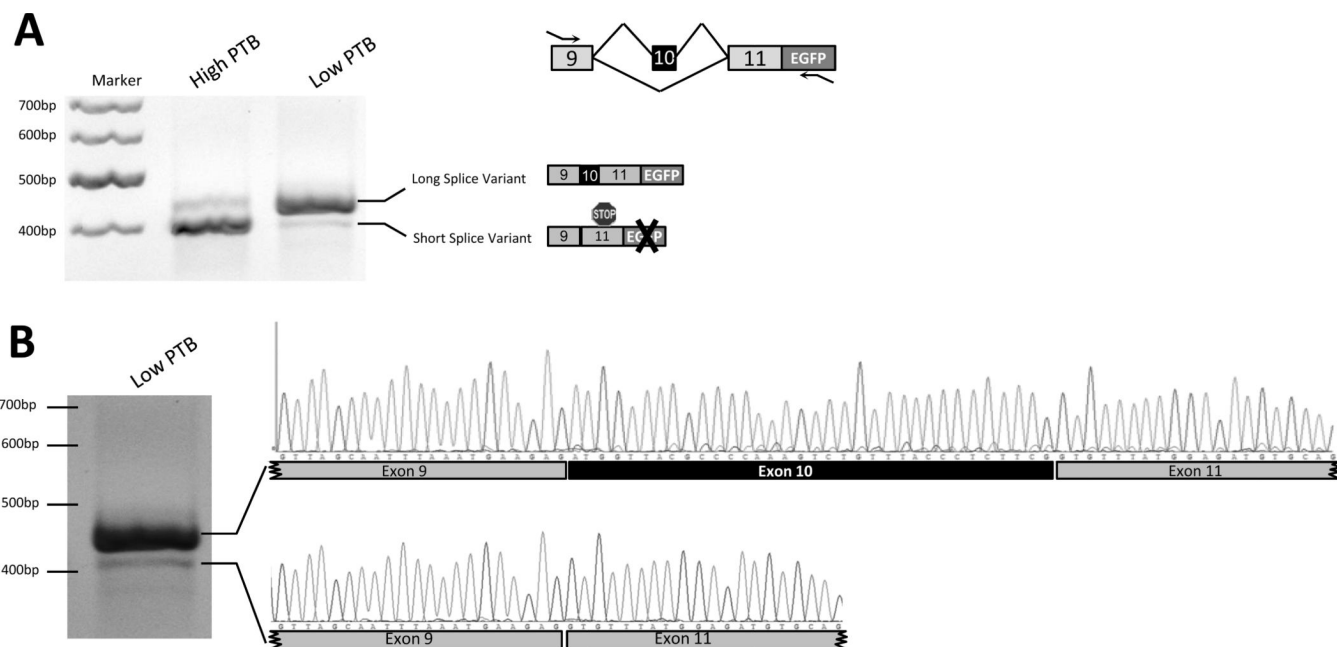 A
Marker
High PTB
Low PTB
700bp
600bp
500bp
400bp
Long Splice Variant
Short Splice Variant
9
10
11
EGFP
9
10
11
EGFP
STOP
9
11
B
Low PTB
700bp
600bp
500bp
400bp
GTTAGCAATTTAAATGAAGAGATGGTTACGCCCCAAAGTCTGTTTACCCTCTTCGGTGTTTATGGAGATGTGCAG
Exon 9
Exon 10
Exon 11
GTTAGCAATTTAAATGAAGAGGTGTTTATGGAGATGTGCAG
Exon 9
Exon 11